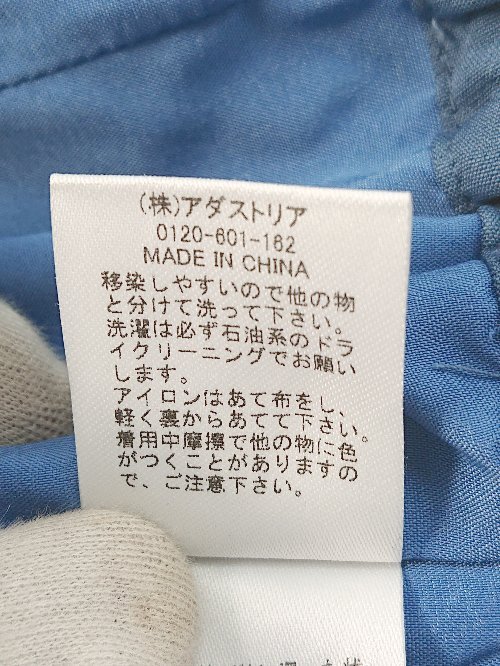 (株)アダストリア
0120-601-162
MADE IN CHINA
移染しやすいので他の物
と分けて洗って下さい。
洗濯は必ず石油系のドラ
イクリーニングでお願い
します。
アイロンはあて布をし、
軽く裏からあてて下さい。
着用中摩擦で他の物に色
がつくことがありますの
で、ご注意下さい。